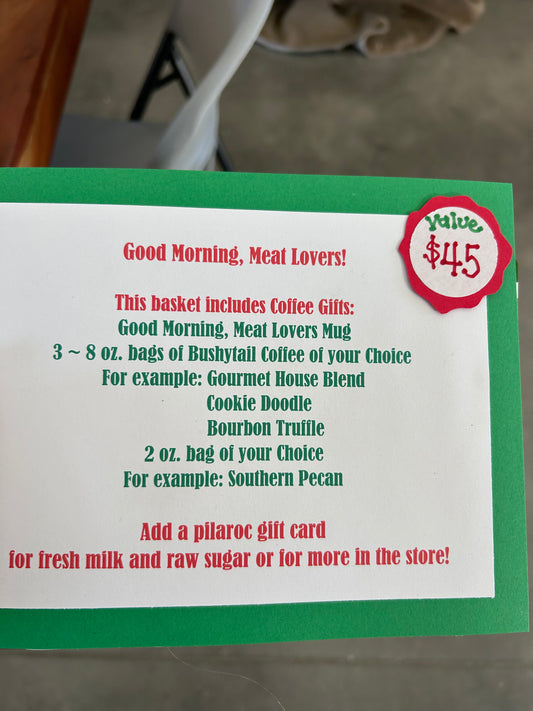 Value
$45
Good Morning, Meat Lovers!
This basket includes Coffee Gifts:
Good Morning, Meat Lovers Mug
3 ~ 8 oz. bags of Bushytail Coffee of your Choice
For example: Gourmet House Blend
Cookie Doodle
Bourbon Truffle
2 oz. bag of your Choice
For example: Southern Pecan
Add a pilaroc gift card
for fresh milk and raw sugar or for more in the store!